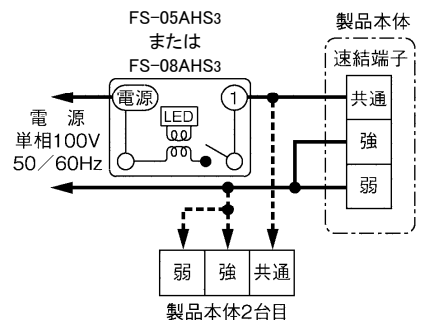 FS-05AHS3
または
FS-08AHS3
製品本体
速結端子
電源
LED
1
共通
強
弱
電 源
単相100V
50/60Hz
弱 強 共通
製品本体2台目